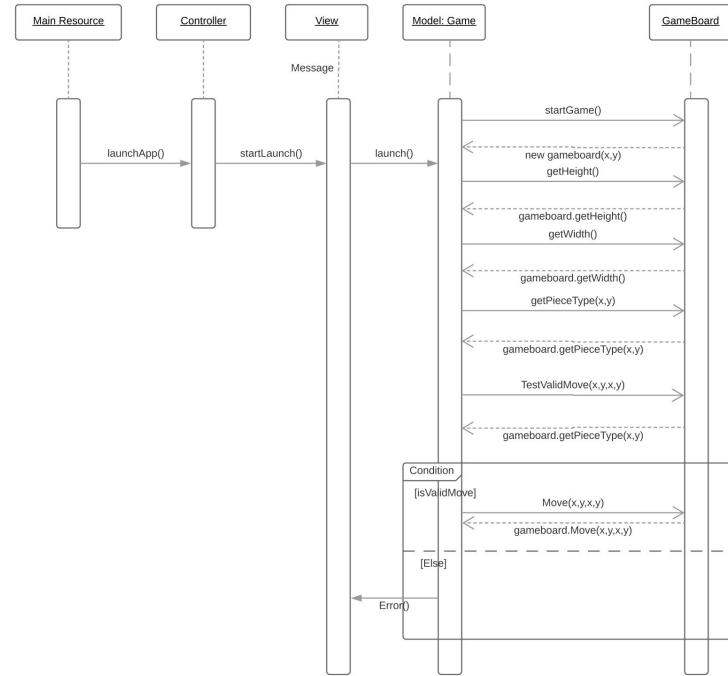 Main Resource
Controller
View
Model: Game
GameBoard
Message
startGame()
launchApp()
startLaunch()
launch()
new gameboard(x,y)
getHeight()
gameboard.getHeight()
getWidth()
gameboard.getWidth()
getPieceType(x,y)
gameboard.getPieceType(x,y)
TestValidMove(x,y,x,y)
gameboard.getPieceType(x,y)
Condition
[isValidMove]
Move(x,y,x,y)
gameboard.Move(x,y,x,y)
[Else]
Error()